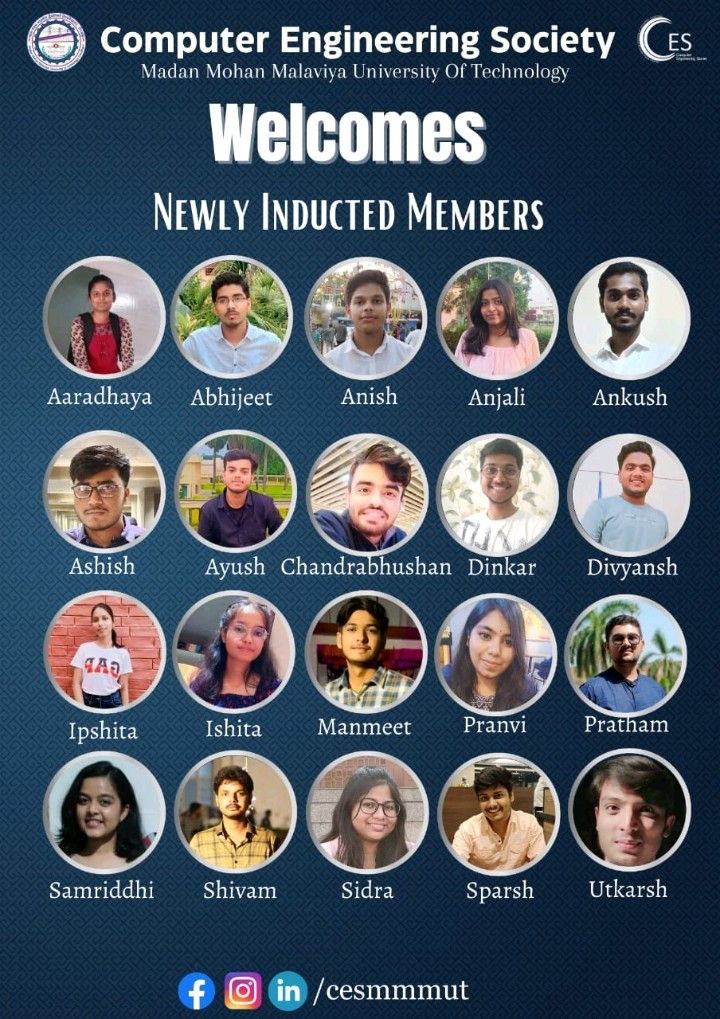 Computer Engineering Society
Madan Mohan Malaviya University Of Technology
CES
Welcomes
Newly Inducted Members
Aaradhaya Abhijeet Anish Anjali Ankush
Ashish Ayush Chandrabhushan Dinkar Divyansh
GAP
Ipshita Ishita Manmeet Pranvi Pratham
Samriddhi Shivam Sidra Sparsh Utkarsh
/cesmmmut